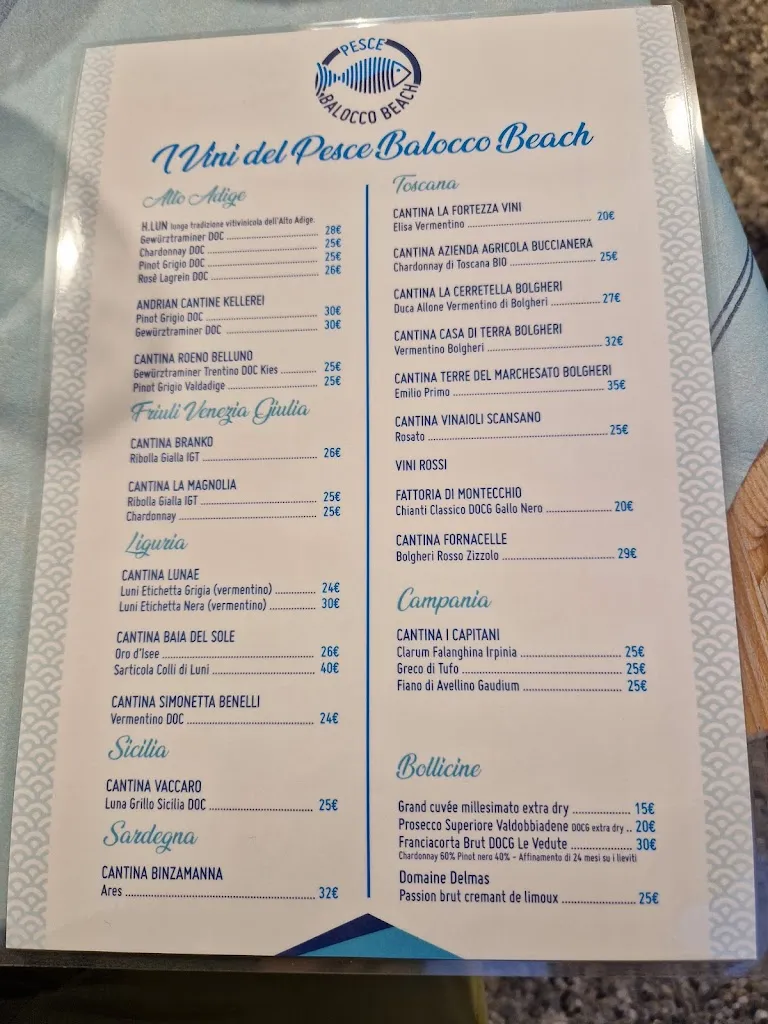 PESCE
BALOCCO BEACH
I Vini del Pesce Balocco Beach
Alto Adige
H.LUN lunga tradizione vitivinicola dell'Alto Adige.
Gewürztraminer DOC 28€
Chardonnay DOC 25€
Pinot Grigio DOC 25€
Rosè Lagrein DOC 26€
ANDRIAN CANTINE KELLEREI
Pinot Grigio DOC 30€
Gewürztraminer DOC 30€
CANTINA ROENO BELLUNO
Gewürztraminer Trentino DOC Kies 25€
Pinot Grigio Valdadige 25€
Friuli Venezia Giulia
CANTINA BRANKO
Ribolla Gialla IGT 26€
CANTINA LA MAGNOLIA
Ribolla Gialla IGT 25€
Chardonnay 25€
Liguria
CANTINA LUNAE
Luni Etichetta Grigia (vermentino) 24€
Luni Etichetta Nera (vermentino) 30€
CANTINA BAIA DEL SOLE
Oro d'Isee 26€
Sarticola Colli di Luni 40€
CANTINA SIMONETTA BENELLI
Vermentino DOC 24€
Sicilia
CANTINA VACCARO
Luna Grillo Sicilia DOC 25€
Sardegna
CANTINA BINZAMANNA
Ares 32€
Toscana
CANTINA LA FORTEZZA VINI
Elisa Vermentino 20€
CANTINA AZIENDA AGRICOLA BUCCIANERA
Chardonnay di Toscana BIO 25€
CANTINA LA CERRETELLA BOLGHERI
Duca Allone Vermentino di Bolgheri 27€
CANTINA CASA DI TERRA BOLGHERI
Vermentino Bolgheri 32€
CANTINA TERRE DEL MARCHESATO BOLGHERI
Emilio Primo 35€
CANTINA VINAIOLI SCANSANO
Rosato 25€
VINI ROSSI
FATTORIA DI MONTECCHIO
Chianti Classico DOCG Gallo Nero 20€
CANTINA FORNACELLE
Bolgheri Rosso Zizzolo 29€
Campania
CANTINA I CAPITANI
Clarum Falanghina Irpinia 25€
Greco di Tufo 25€
Fiano di Avellino Gaudium 25€
Bollicine
Grand cuvée millesimato extra dry 15€
Prosecco Superiore Valdobbiadene DOCG extra dry 20€
Franciacorta Brut DOCG Le Vedute 30€
Chardonnay 60% Pinot nero 40% - Affinamento di 24 mesi su i lieviti
Domaine Delmas
Passion brut cremant de limoux 25€